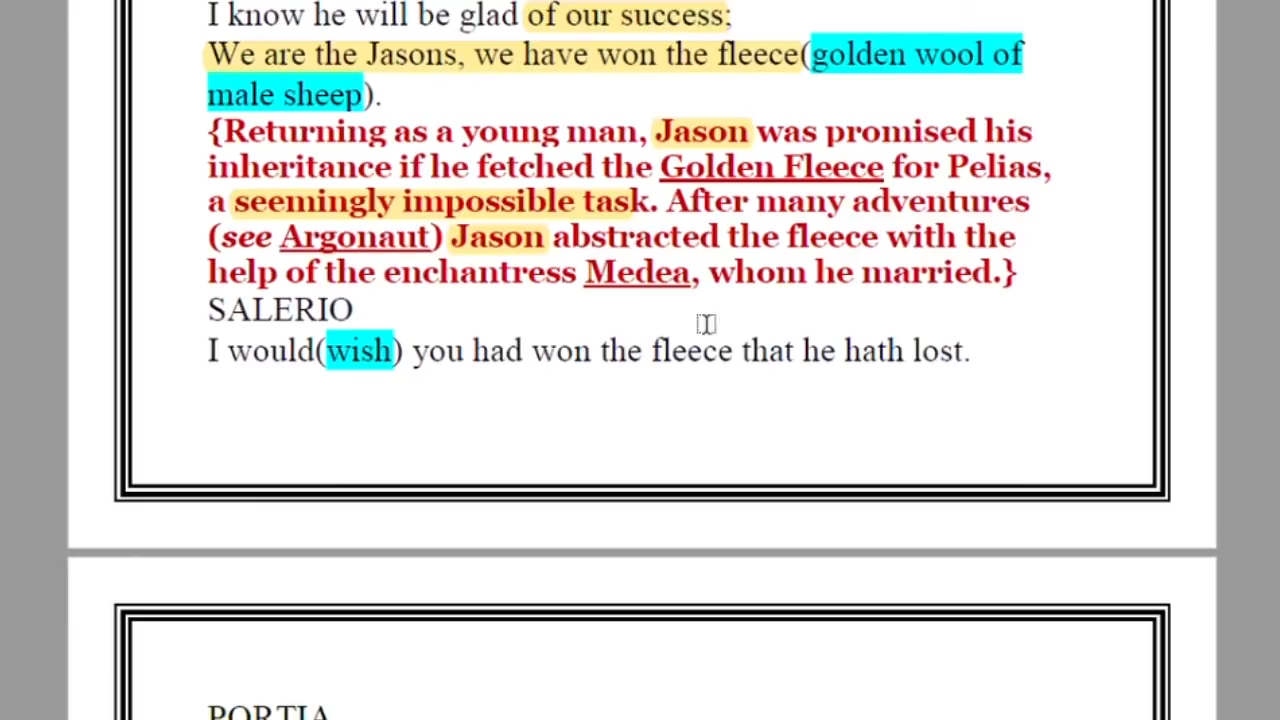 I know he will be glad of our success;
We are the Jasons, we have won the fleece(golden wool of
male sheep).
{Returning as a young man, Jason was promised his
inheritance if he fetched the Golden Fleece for Pelias,
a seemingly impossible task. After many adventures
(see Argonaut) Jason abstracted the fleece with the
help of the enchantress Medea, whom he married.}
SALERIO
I would(wish) you had won the fleece that he hath lost.
PORTIA